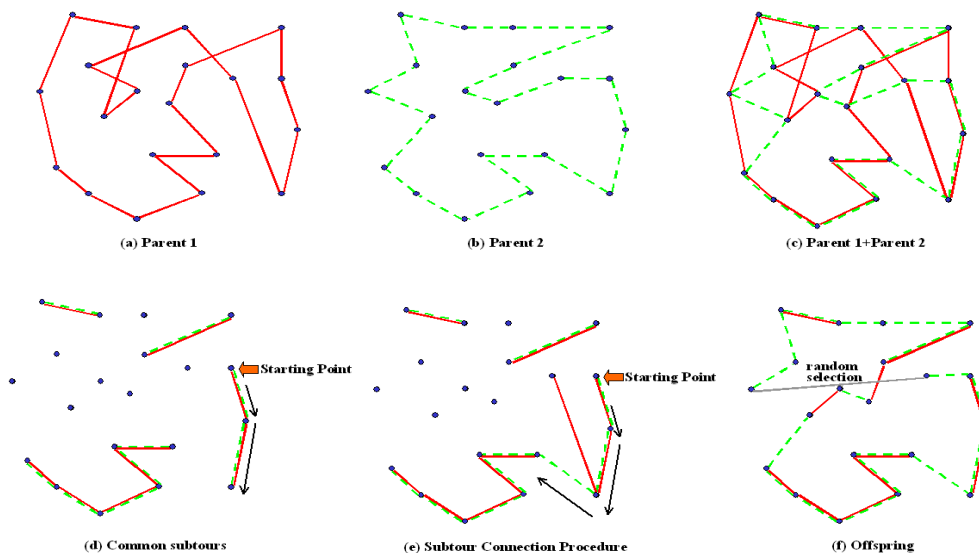 (a) Parent 1
(b) Parent 2
(c) Parent 1+Parent 2
Starting Point
Starting Point
random
selection
(d) Common subtours
(e) Subtour Connection Procedure
(f) Offspring